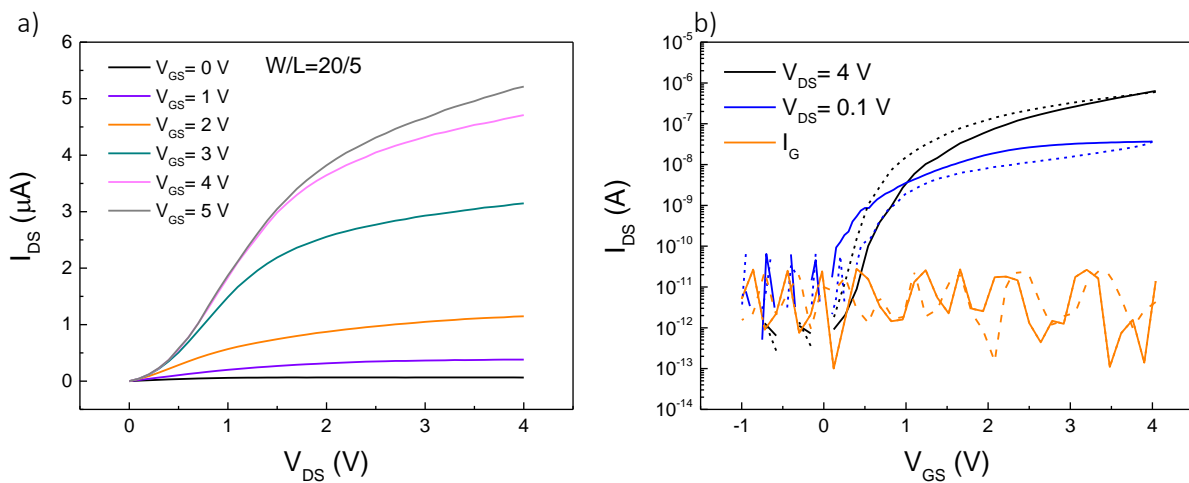 a)
6
5
4
3
2
1
0
I_DS (μA)
V_GS= 0 V
V_GS= 1 V
V_GS= 2 V
V_GS= 3 V
V_GS= 4 V
V_GS= 5 V
W/L=20/5
0 1 2 3 4
V_DS (V)
b)
10^-5
10^-6
10^-7
10^-8
10^-9
10^-10
10^-11
10^-12
10^-13
10^-14
I_DS (A)
V_DS= 4 V
V_DS= 0.1 V
I_G
-1 0 1 2 3 4
V_GS (V)